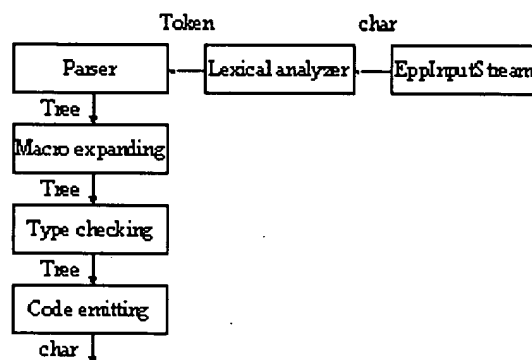 Token char
Parser Lexical analyzer EppInputStream
Tree
Macro expanding
Tree
Type checking
Tree
Code emitting
char